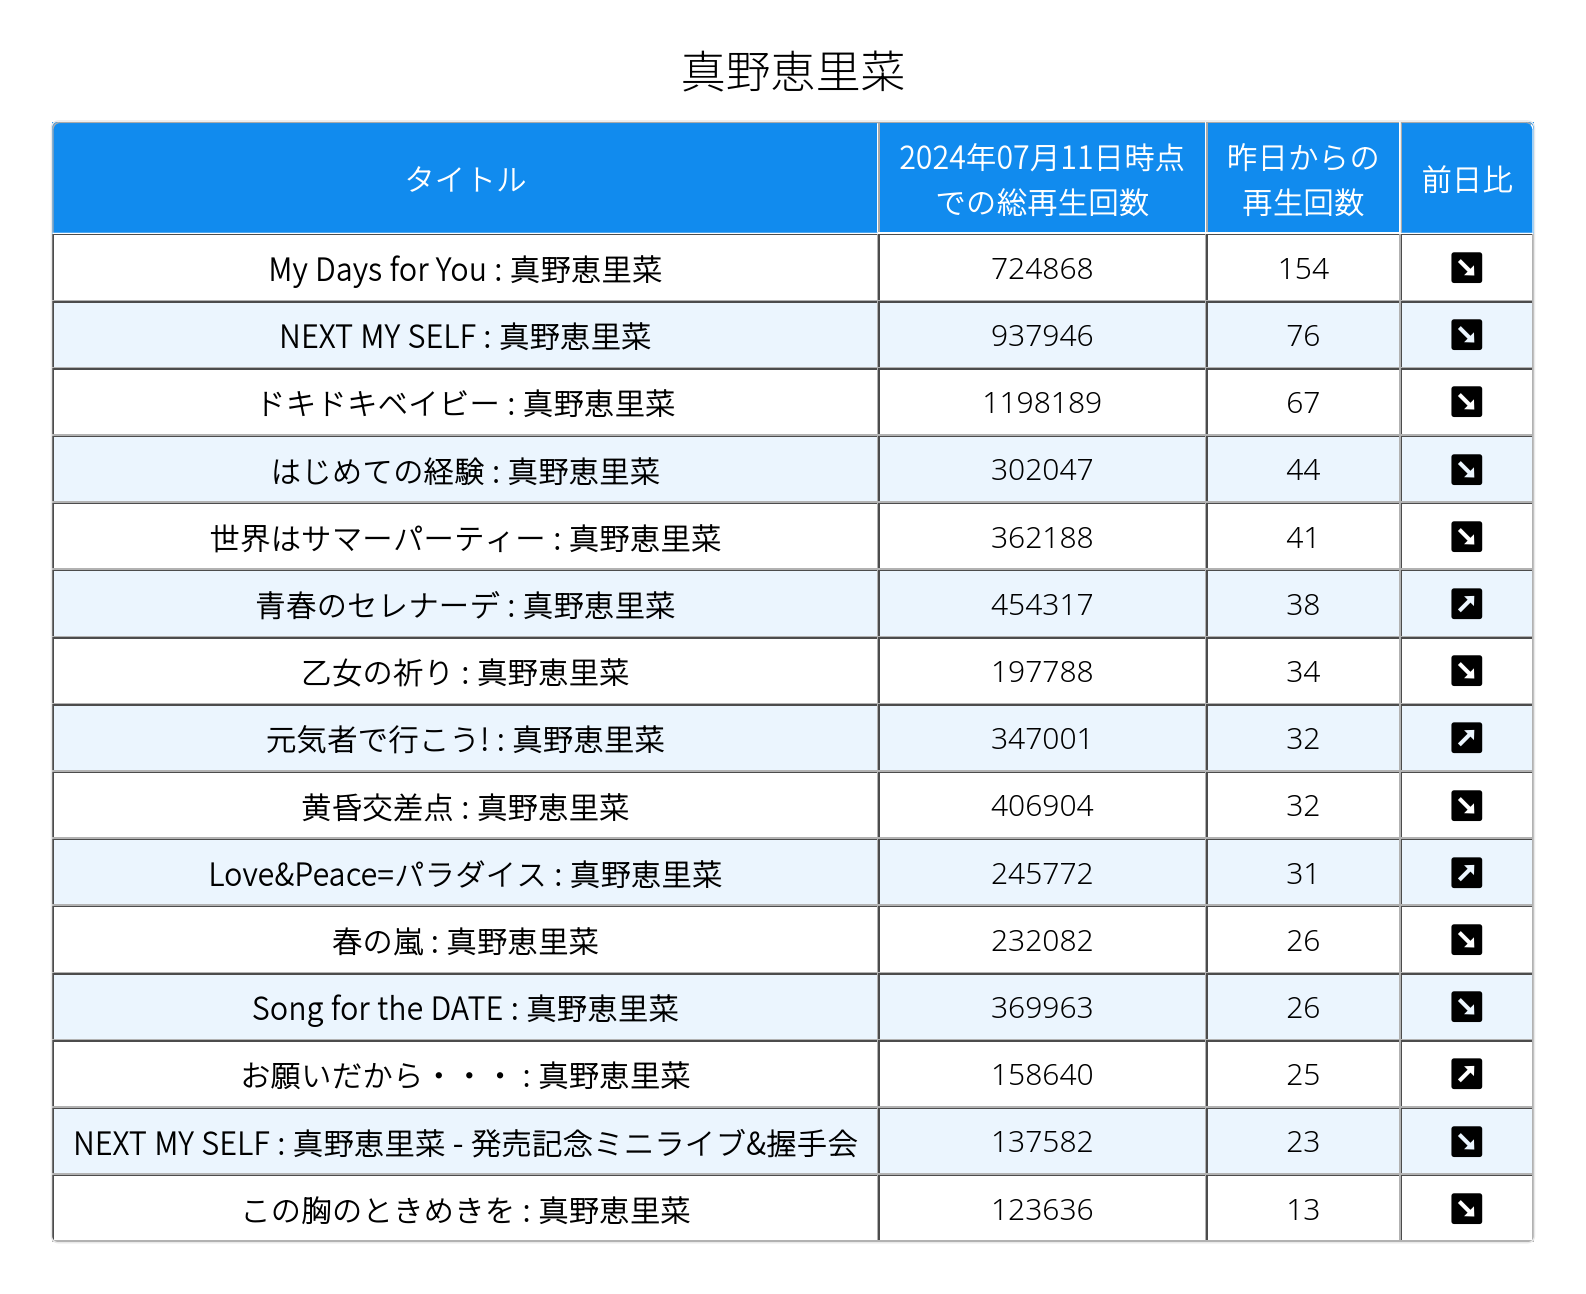 真野恵里菜
タイトル 2024年07月11日時点での総再生回数 昨日からの再生回数 前日比
My Days for You : 真野恵里菜 724868 154 ↘
NEXT MY SELF : 真野恵里菜 937946 76 ↘
ドキドキベイビー : 真野恵里菜 1198189 67 ↘
はじめての経験 : 真野恵里菜 302047 44 ↘
世界はサマーパーティー : 真野恵里菜 362188 41 ↘
青春のセレナーデ : 真野恵里菜 454317 38 ↗
乙女の祈り : 真野恵里菜 197788 34 ↘
元気者で行こう! : 真野恵里菜 347001 32 ↗
黄昏交差点 : 真野恵里菜 406904 32 ↘
Love&Peace=パラダイス : 真野恵里菜 245772 31 ↗
春の嵐 : 真野恵里菜 232082 26 ↘
Song for the DATE : 真野恵里菜 369963 26 ↘
お願いだから・・・ : 真野恵里菜 158640 25 ↗
NEXT MY SELF : 真野恵里菜 - 発売記念ミニライブ&握手会 137582 23 ↘
この胸のときめきを : 真野恵里菜 123636 13 ↘